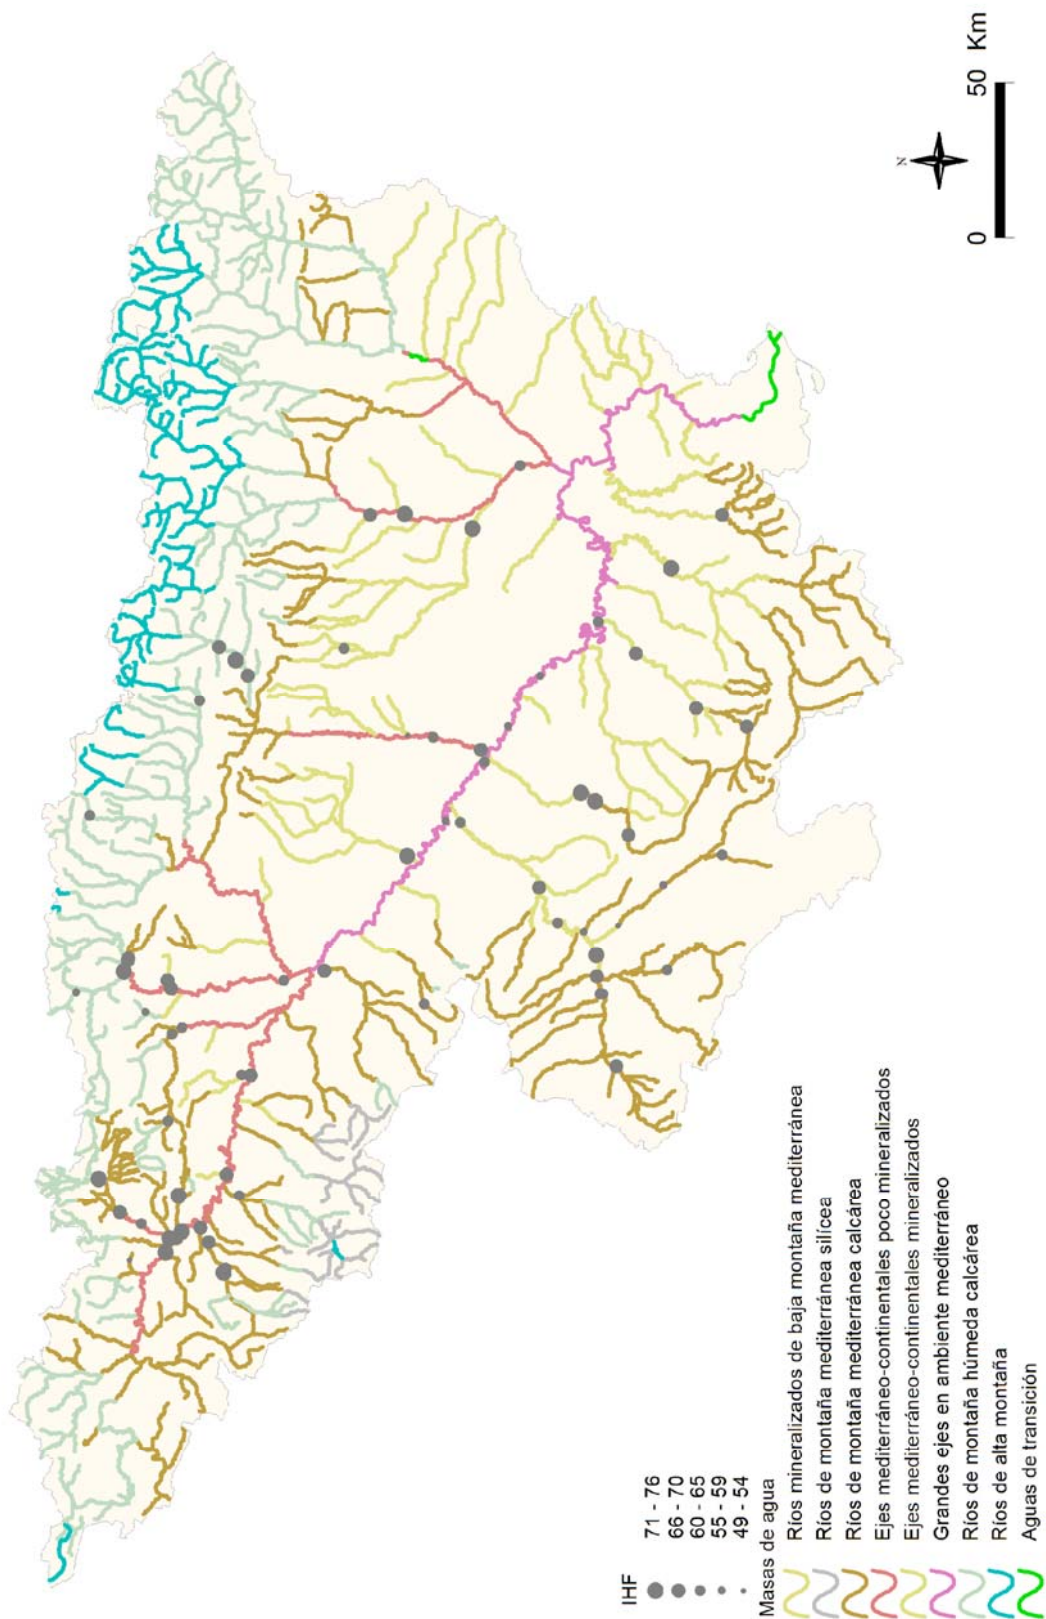 IHF
71 - 76
66 - 70
60 - 65
55 - 59
49 - 54
Masas de agua
Ríos mineralizados de baja montaña mediterránea
Ríos de montaña mediterránea silícea
Ríos de montaña mediterránea calcárea
Ejes mediterráneo-continentales poco mineralizados
Ejes mediterráneo-continentales mineralizados
Grandes ejes en ambiente mediterráneo
Ríos de montaña húmeda calcárea
Ríos de alta montaña
Aguas de transición
N
0 50 Km